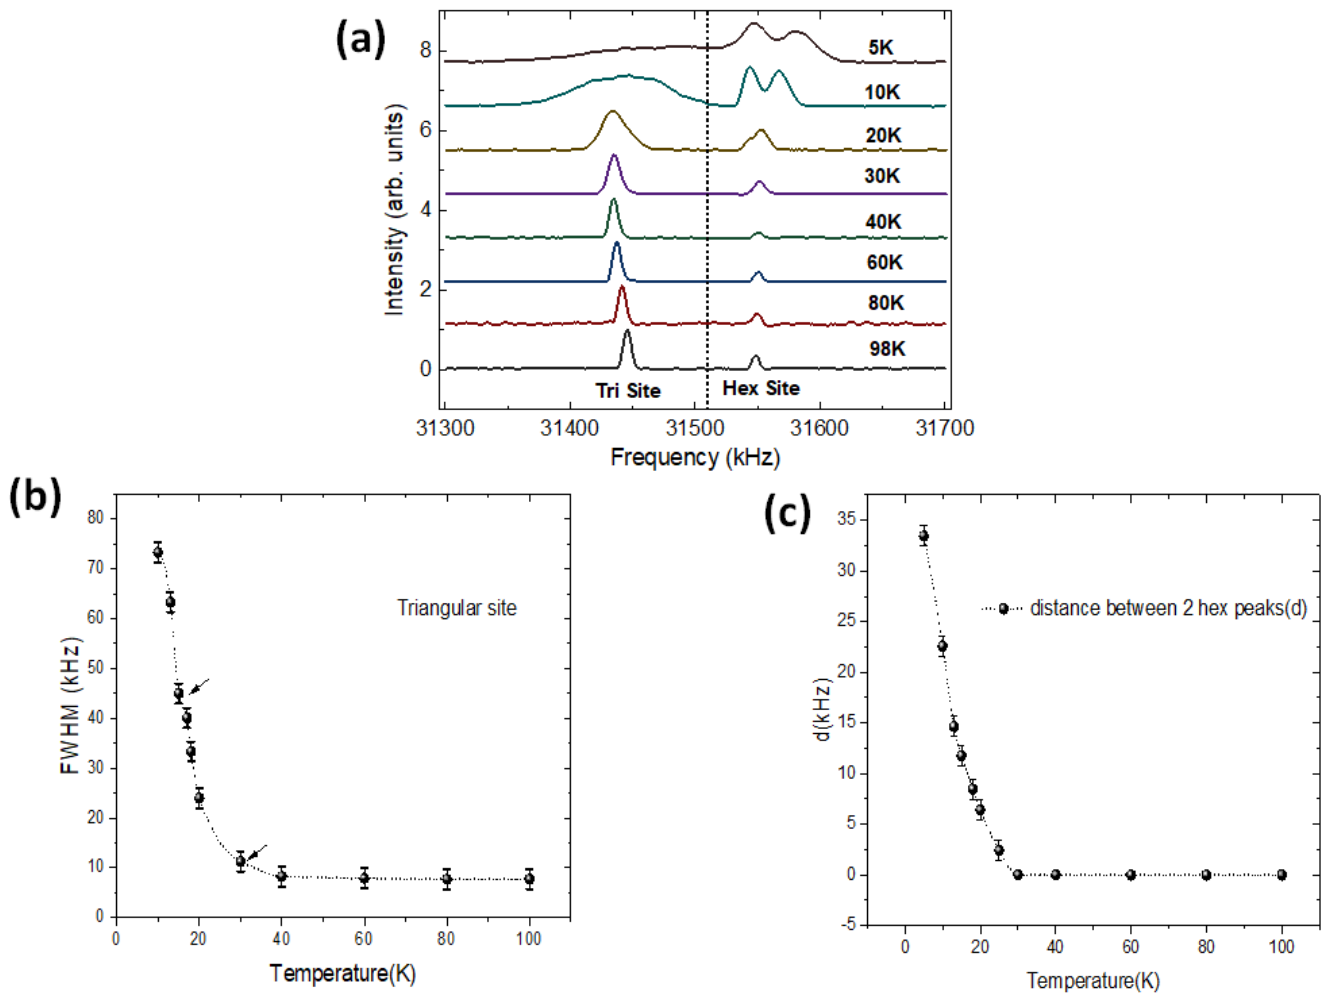 (a)
Intensity (arb. units)
8
6
4
2
0
5K
10K
20K
30K
40K
60K
80K
98K
Tri Site
Hex Site
31300 31400 31500 31600 31700
Frequency (kHz)
(b)
FWHM (kHz)
80
70
60
50
40
30
20
10
0
Triangular site
0 20 40 60 80 100
Temperature(K)
(c)
d(kHz)
35
30
25
20
15
10
5
0
-5
distance between 2 hex peaks(d)
0 20 40 60 80 100
Temperature(K)